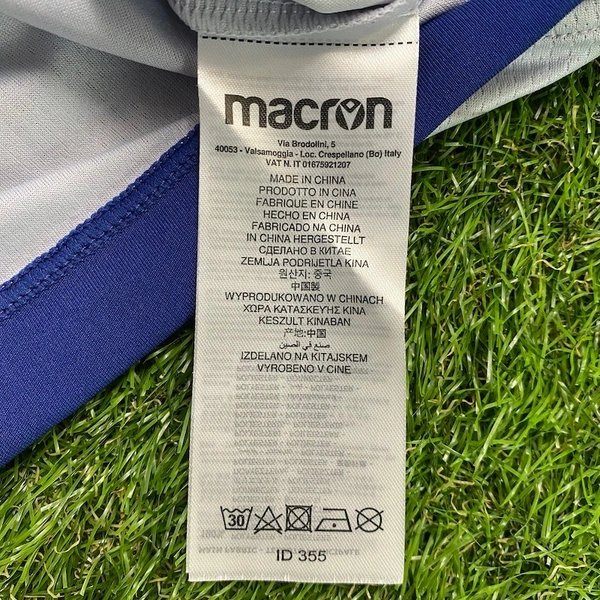 macron
Via Brodolini, 5
40053 - Valsamoggia - Loc. Crespellano (Bo) Italy
VAT N. IT 01675921207
MADE IN CHINA
PRODOTTO IN CINA
FABRIQUE EN CHINE
HECHO EN CHINA
FABRICADO NA CHINA
IN CHINA HERGESTELLT
СДЕЛАНО В КИТАЕ
ZEMLJA PODRIJETLA KINA
원산지: 중국
中国製
WYPRODUKOWANO W CHINACH
ΧΩΡΑ ΚΑΤΑΣΚΕΥΗΣ ΚΙΝΑ
KESZULT KINABAN
产地:中国
صنع في الصين
IZDELANO NA KITAJSKEM
VYROBENO V CINE
30
ID 355